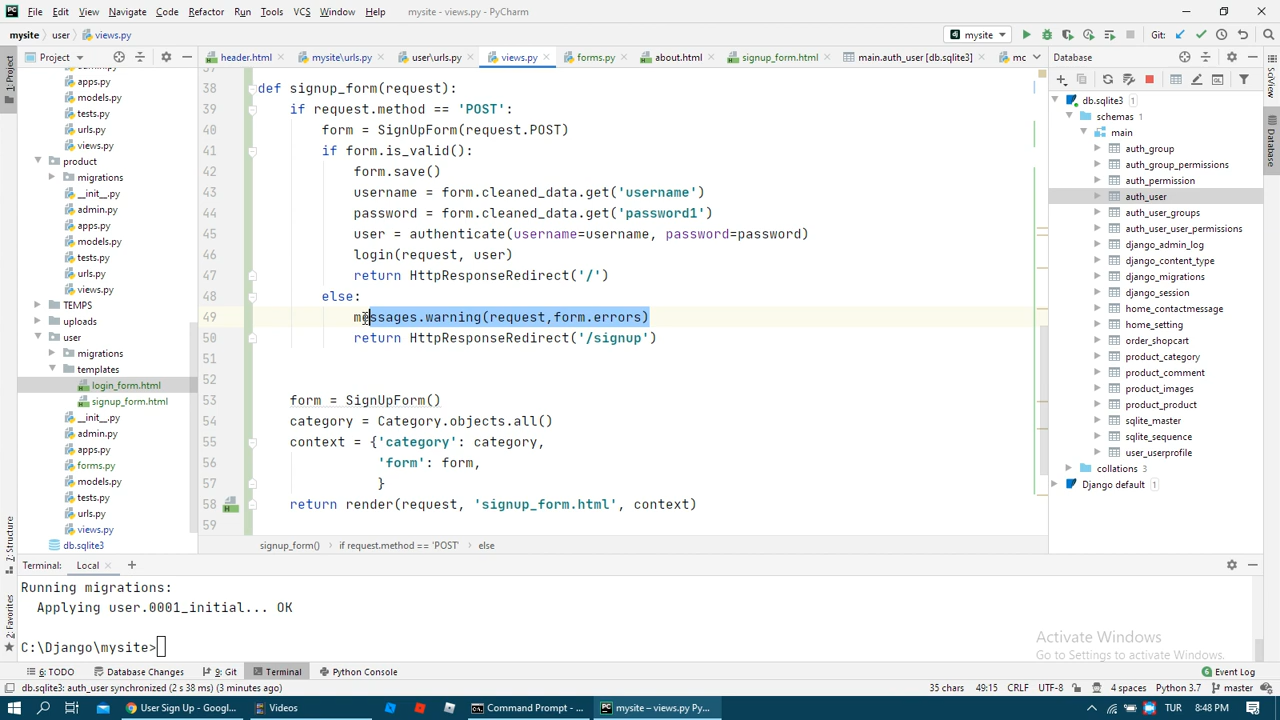 File Edit View Navigate Code Refactor Run Tools VCS Window Help mysite - views.py - PyCharm
mysite user views.py mysite Git:
Project header.html mysite\urls.py user\urls.py views.py forms.py about.html signup_form.html main.auth_user [db.sqlite3] mc Database
apps.py
models.py
tests.py
urls.py
views.py
product
migrations
__init__.py
admin.py
apps.py
models.py
tests.py
urls.py
views.py
TEMPS
uploads
user
migrations
templates
login_form.html
signup_form.html
__init__.py
admin.py
apps.py
forms.py
models.py
tests.py
urls.py
views.py
db.sqlite3
38 def signup_form(request):
39 if request.method == 'POST':
40 form = SignUpForm(request.POST)
41 if form.is_valid():
42 form.save()
43 username = form.cleaned_data.get('username')
44 password = form.cleaned_data.get('password1')
45 user = authenticate(username=username, password=password)
46 login(request, user)
47 return HttpResponseRedirect('/')
48 else:
49 messages.warning(request,form.errors)
50 return HttpResponseRedirect('/signup')
51
52
53 form = SignUpForm()
54 category = Category.objects.all()
55 context = {'category': category,
56 'form': form,
57 }
58 return render(request, 'signup_form.html', context)
59
signup_form() if request.method == 'POST' else
db.sqlite3 1
schemas 1
main
auth_group
auth_group_permissions
auth_permission
auth_user
auth_user_groups
auth_user_user_permissions
django_admin_log
django_content_type
django_migrations
django_session
home_contactmessage
home_setting
order_shopcart
product_category
product_comment
product_images
product_product
sqlite_master
sqlite_sequence
user_userprofile
collations 3
Django default 1
1: Project
7: Structure
2: Favorites
SciView
Database
Terminal: Local +
Running migrations:
Applying user.0001_initial... OK
C:\Django\mysite>
Activate Windows
Go to Settings to activate Windows.
6: TODO Database Changes 9: Git Terminal Python Console Event Log
db.sqlite3: auth_user synchronized (2 s 38 ms) (3 minutes ago) 35 chars 49:15 CRLF UTF-8 4 spaces Python 3.7 master
User Sign Up - Googl... Videos Command Prompt - ... mysite – views.py Py... TUR 8:48 PM